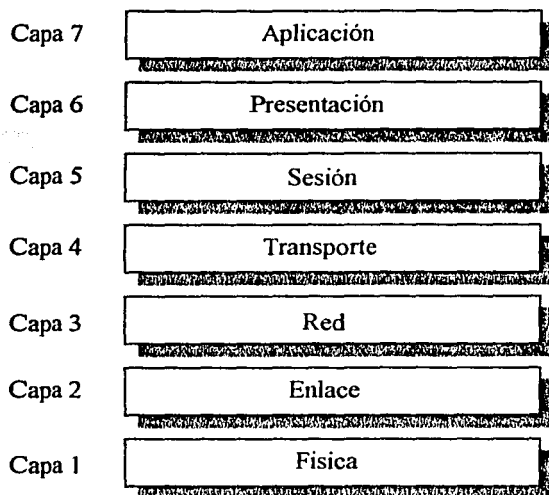 Capa 7 Aplicación
Capa 6 Presentación
Capa 5 Sesión
Capa 4 Transporte
Capa 3 Red
Capa 2 Enlace
Capa 1 Fisica